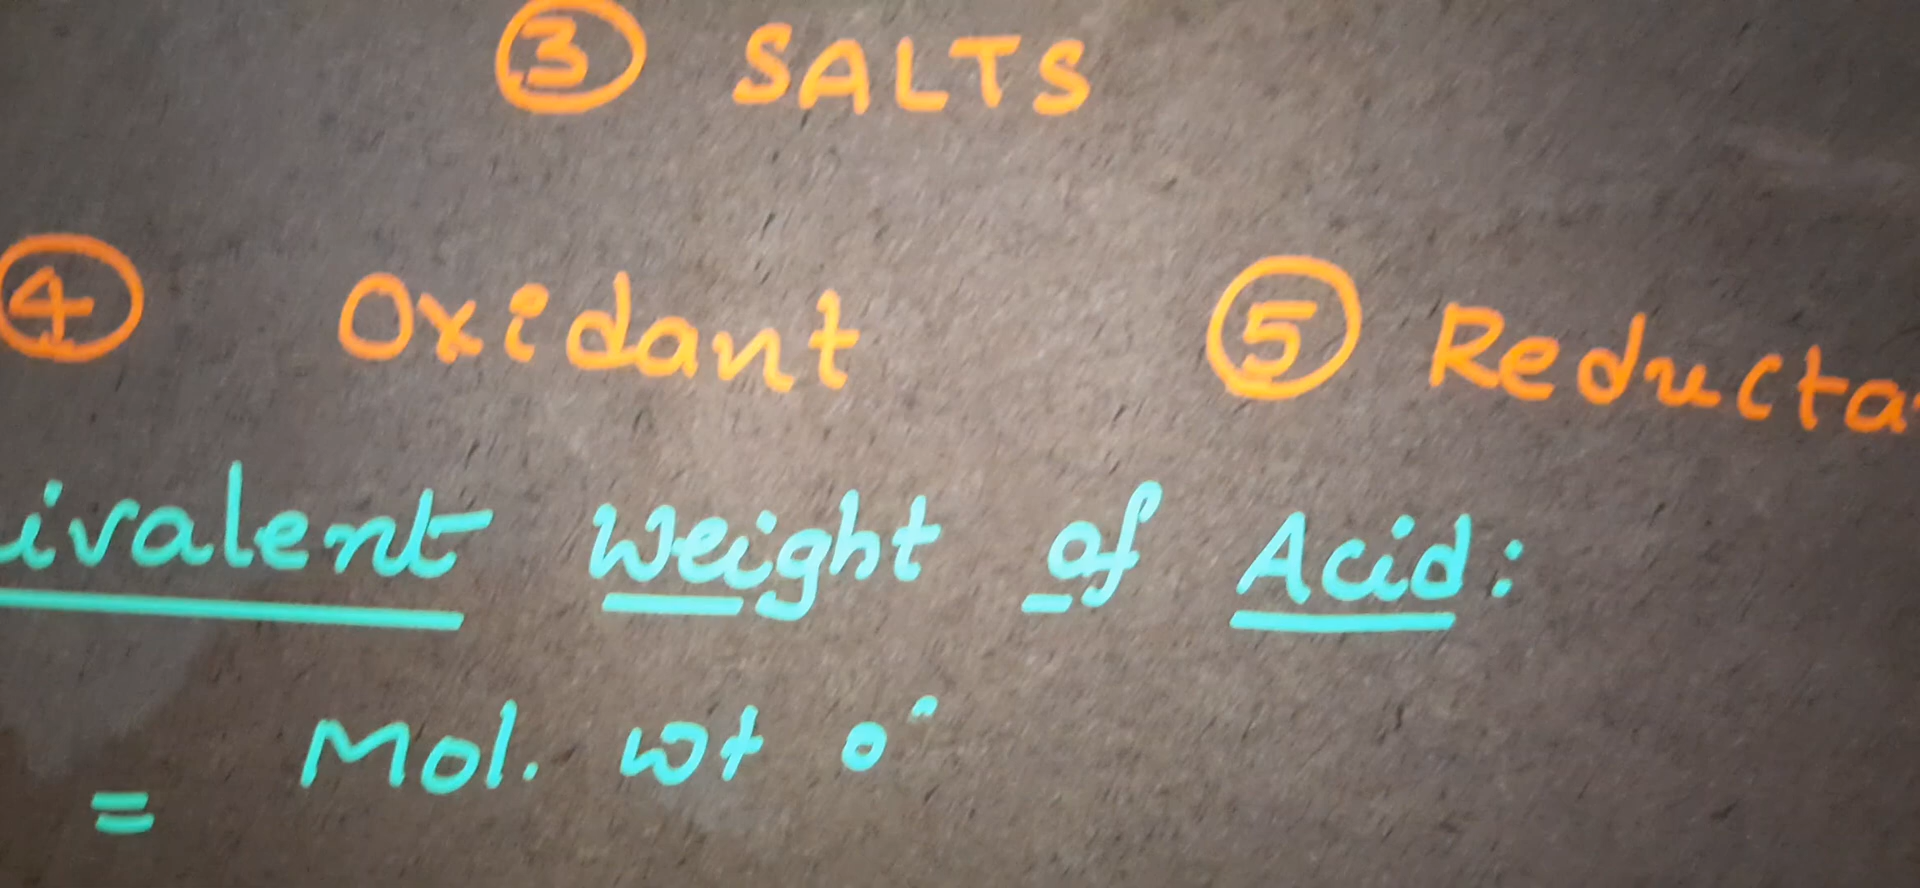 ③ SALTS
④ Oxidant ⑤ Reducta
ivalent Weight of Acid:
= Mol. wt o